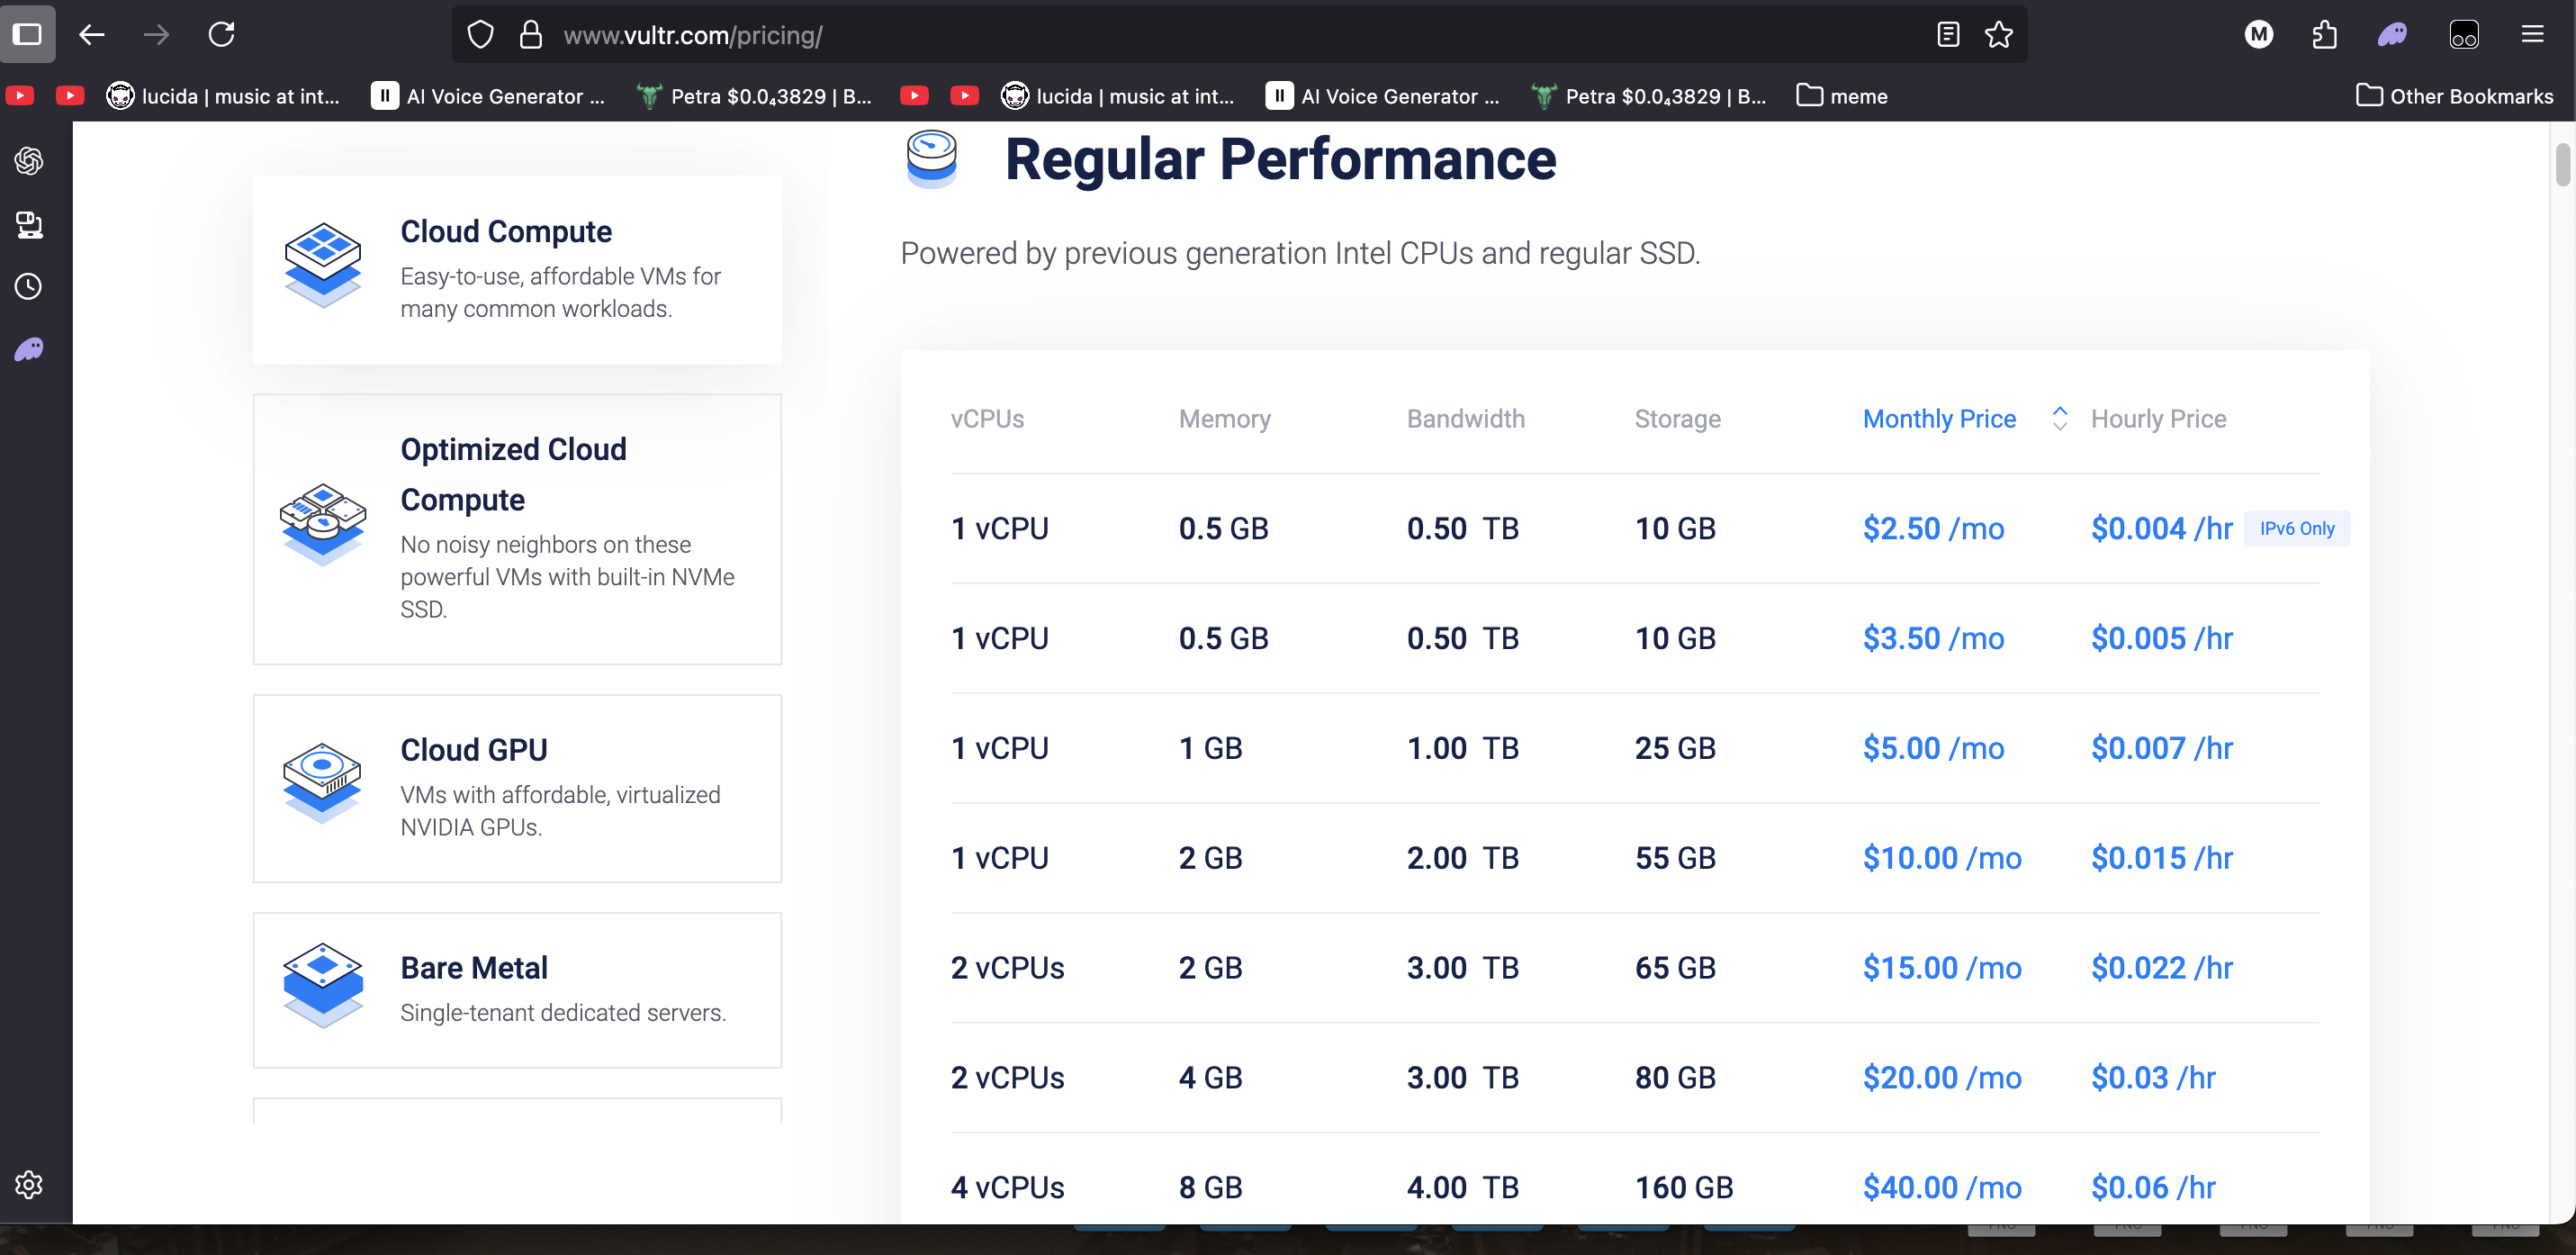 www.vultr.com/pricing/
M
lucida | music at int...
AI Voice Generator ...
Petra $0.0₄3829 | B...
lucida | music at int...
AI Voice Generator ...
Petra $0.0₄3829 | B...
meme
Other Bookmarks
Cloud Compute
Easy-to-use, affordable VMs for
many common workloads.
Optimized Cloud
Compute
No noisy neighbors on these
powerful VMs with built-in NVMe
SSD.
Cloud GPU
VMs with affordable, virtualized
NVIDIA GPUs.
Bare Metal
Single-tenant dedicated servers.
Regular Performance
Powered by previous generation Intel CPUs and regular SSD.
vCPUs Memory Bandwidth Storage Monthly Price Hourly Price
1 vCPU 0.5 GB 0.50 TB 10 GB $2.50 /mo $0.004 /hr IPv6 Only
1 vCPU 0.5 GB 0.50 TB 10 GB $3.50 /mo $0.005 /hr
1 vCPU 1 GB 1.00 TB 25 GB $5.00 /mo $0.007 /hr
1 vCPU 2 GB 2.00 TB 55 GB $10.00 /mo $0.015 /hr
2 vCPUs 2 GB 3.00 TB 65 GB $15.00 /mo $0.022 /hr
2 vCPUs 4 GB 3.00 TB 80 GB $20.00 /mo $0.03 /hr
4 vCPUs 8 GB 4.00 TB 160 GB $40.00 /mo $0.06 /hr